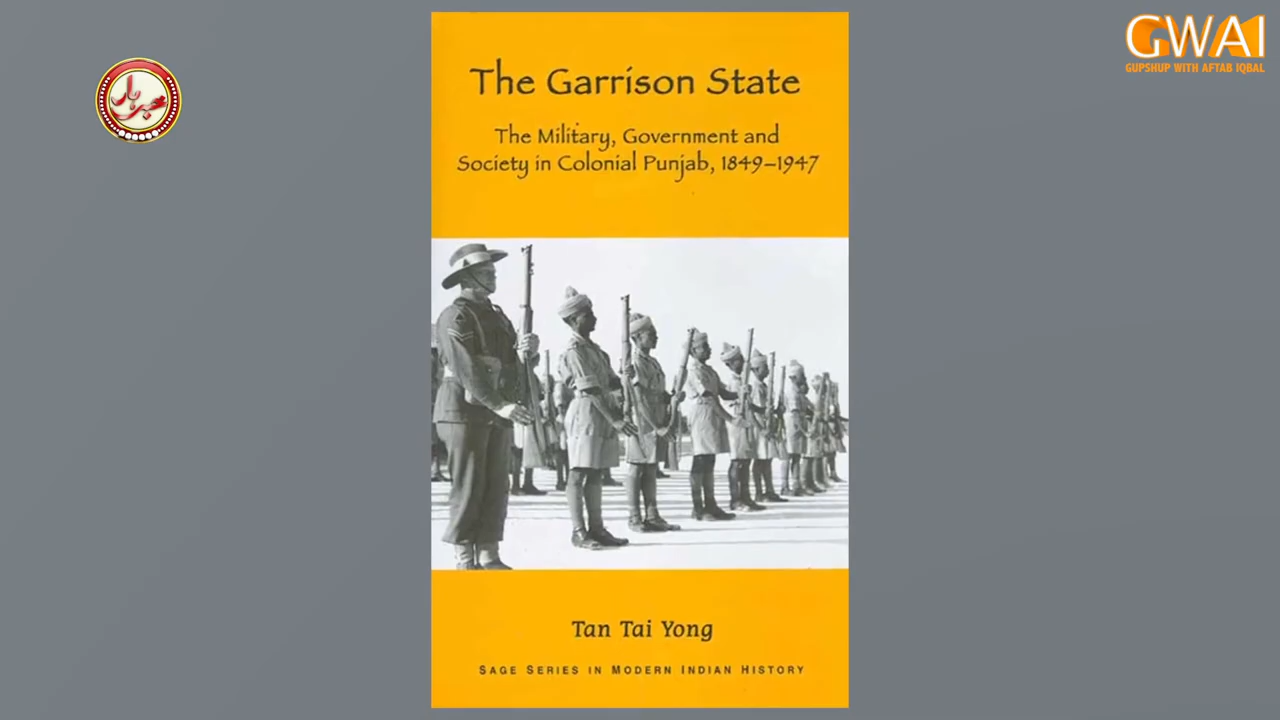 خبرہار
GWAI
GUPSHUP WITH AFTAB IQBAL
The Garrison State
The Military, Government and
Society in Colonial Punjab, 1849–1947
Tan Tai Yong
SAGE SERIES IN MODERN INDIAN HISTORY